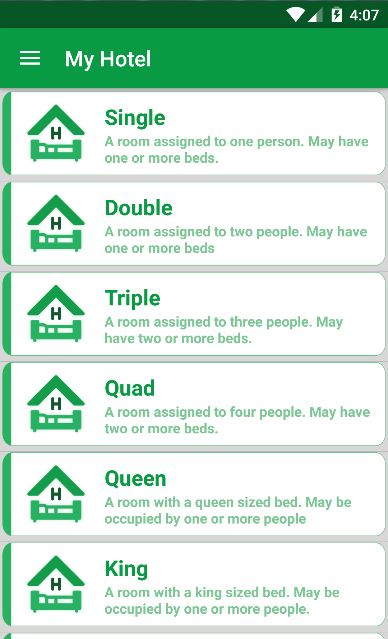 4:07
My Hotel
H
Single
A room assigned to one person. May have
one or more beds.
H
Double
A room assigned to two people. May have
one or more beds
H
Triple
A room assigned to three people. May
have two or more beds.
H
Quad
A room assigned to four people. May have
two or more beds.
H
Queen
A room with a queen sized bed. May be
occupied by one or more people
H
King
A room with a king sized bed. May be
occupied by one or more people.